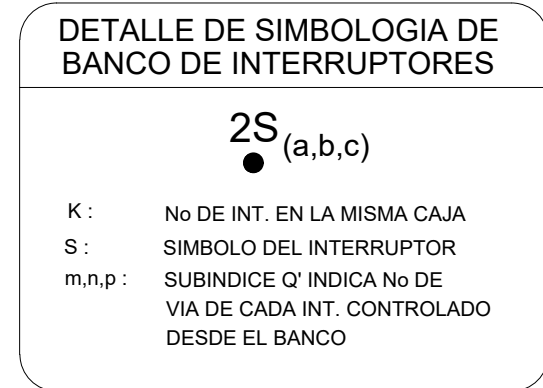 DETALLE DE SIMBOLOGIA DE
BANCO DE INTERRUPTORES
2S(a,b,c)
K : No DE INT. EN LA MISMA CAJA
S : SIMBOLO DEL INTERRUPTOR
m,n,p : SUBINDICE Q' INDICA No DE
VIA DE CADA INT. CONTROLADO
DESDE EL BANCO